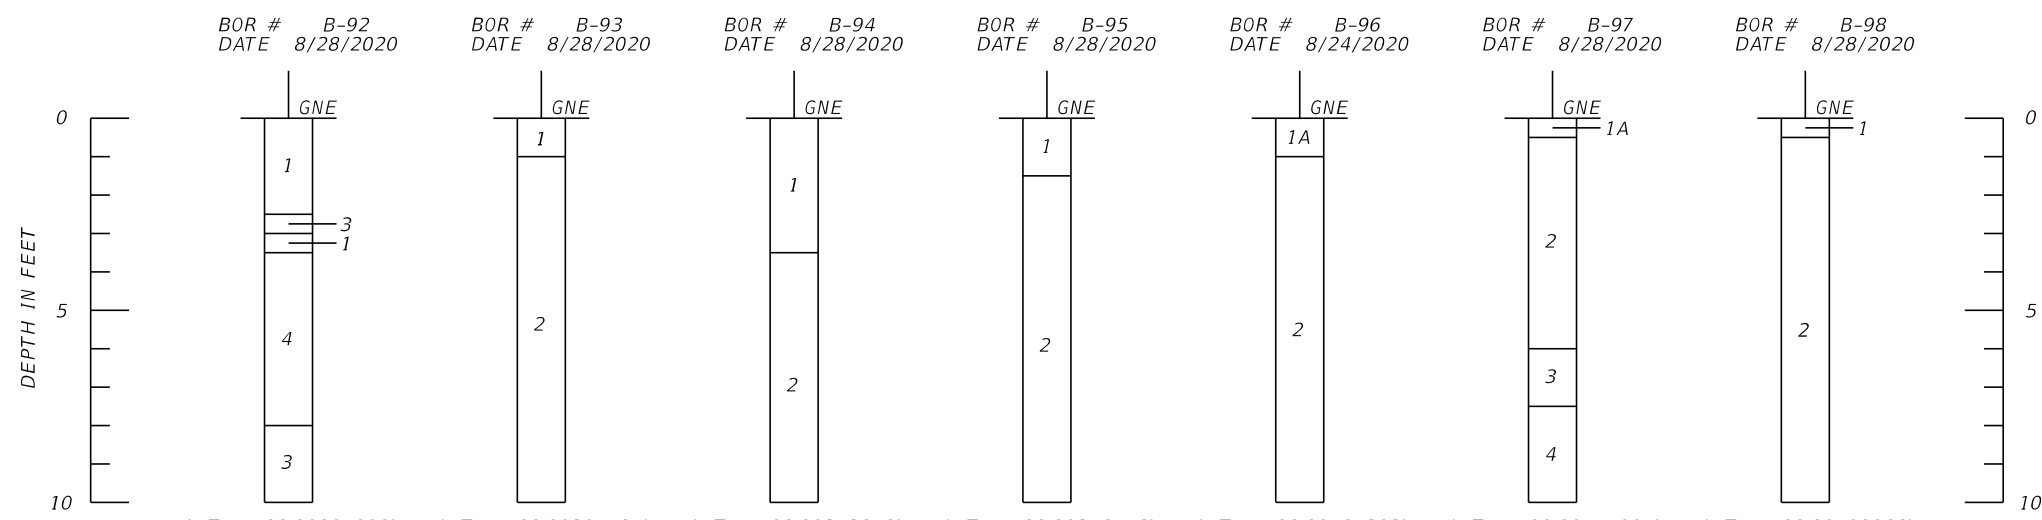 BOR # B-92
DATE 8/28/2020
BOR # B-93
DATE 8/28/2020
BOR # B-94
DATE 8/28/2020
BOR # B-95
DATE 8/28/2020
BOR # B-96
DATE 8/24/2020
BOR # B-97
DATE 8/28/2020
BOR # B-98
DATE 8/28/2020
DEPTH IN FEET
0
5
10
GNE
1
3
1
4
3
GNE
1
2
GNE
1
2
GNE
1
2
GNE
1A
2
GNE
1A
2
3
4
GNE
1
2
0
5
10